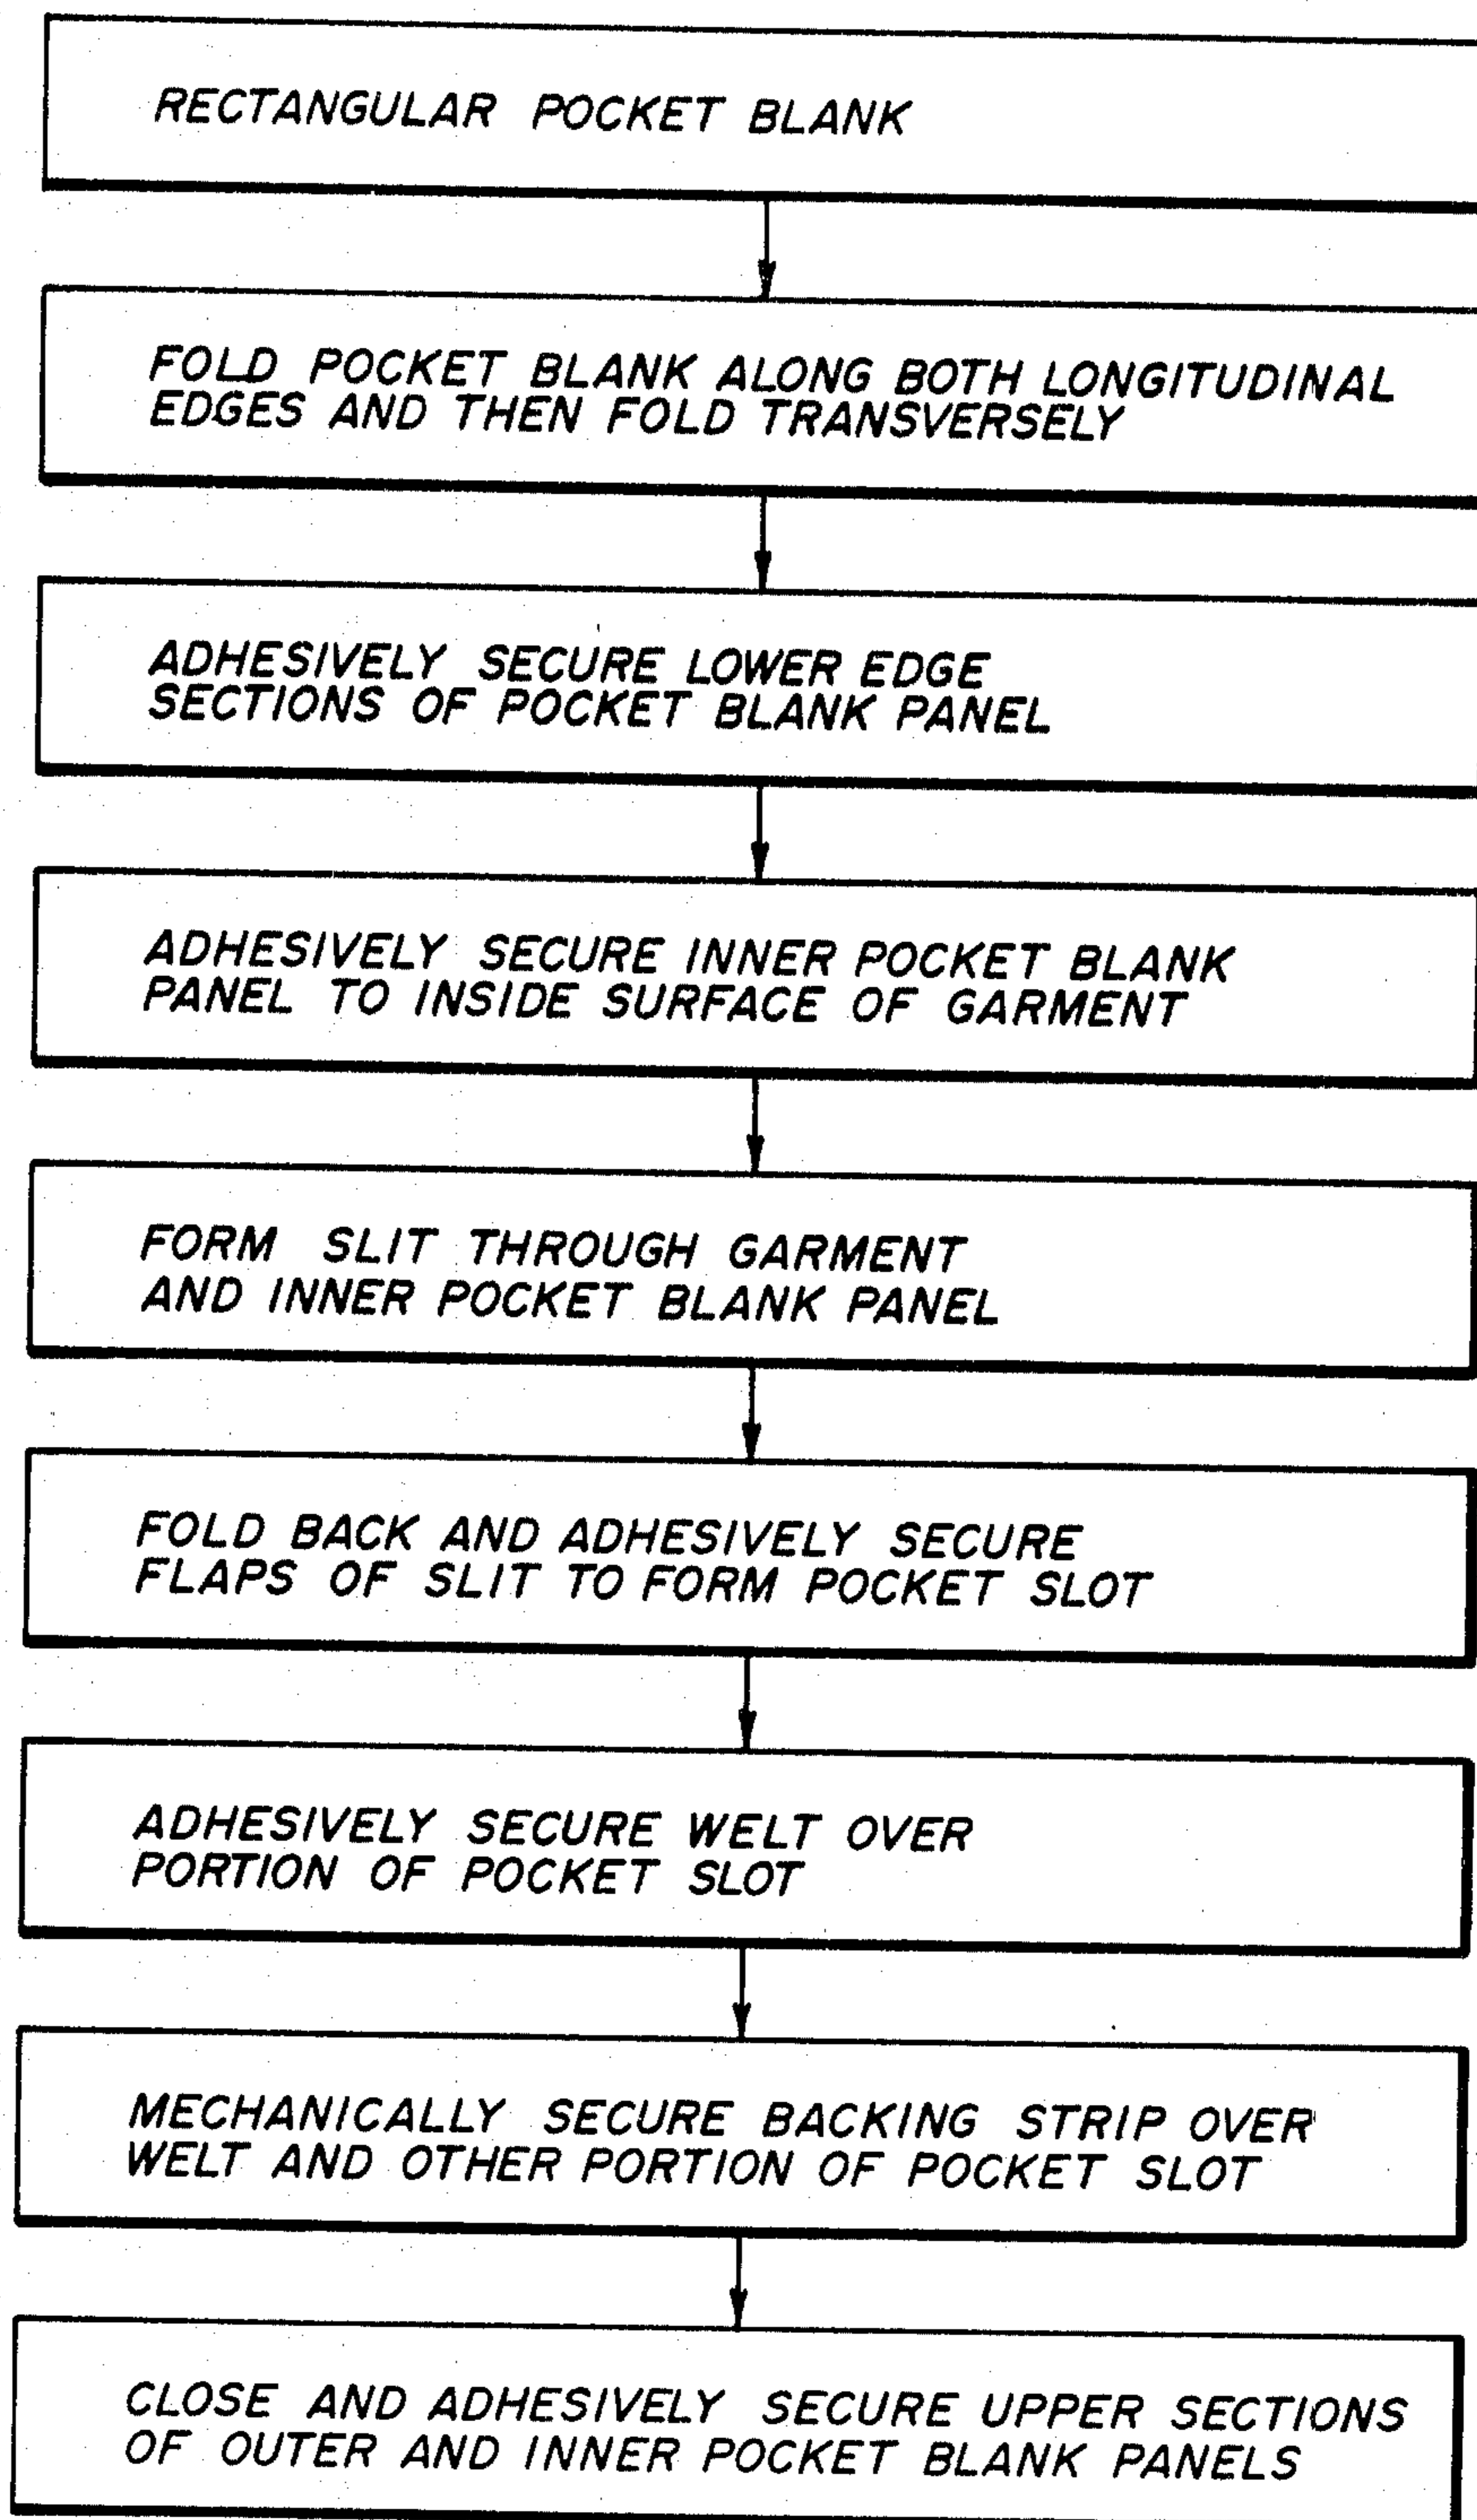 RECTANGULAR POCKET BLANK
FOLD POCKET BLANK ALONG BOTH LONGITUDINAL
EDGES AND THEN FOLD TRANSVERSELY
ADHESIVELY SECURE LOWER EDGE
SECTIONS OF POCKET BLANK PANEL
ADHESIVELY SECURE INNER POCKET BLANK
PANEL TO INSIDE SURFACE OF GARMENT
FORM SLIT THROUGH GARMENT
AND INNER POCKET BLANK PANEL
FOLD BACK AND ADHESIVELY SECURE
FLAPS OF SLIT TO FORM POCKET SLOT
ADHESIVELY SECURE WELT OVER
PORTION OF POCKET SLOT
MECHANICALLY SECURE BACKING STRIP OVER
WELT AND OTHER PORTION OF POCKET SLOT
CLOSE AND ADHESIVELY SECURE UPPER SECTIONS
OF OUTER AND INNER POCKET BLANK PANELS